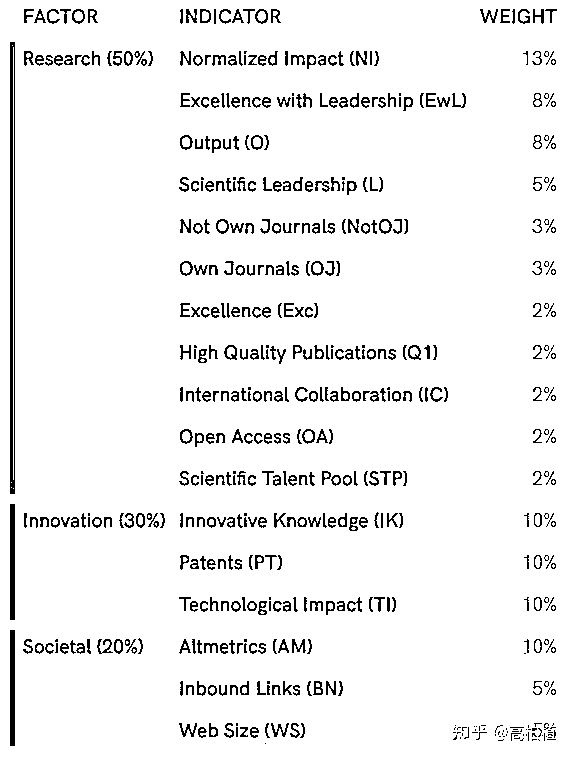 FACTOR INDICATOR WEIGHT
Research (50%) Normalized Impact (NI) 13%
Excellence with Leadership (EwL) 8%
Output (O) 8%
Scientific Leadership (L) 5%
Not Own Journals (NotOJ) 3%
Own Journals (OJ) 3%
Excellence (Exc) 2%
High Quality Publications (Q1) 2%
International Collaboration (IC) 2%
Open Access (OA) 2%
Scientific Talent Pool (STP) 2%
Innovation (30%) Innovative Knowledge (IK) 10%
Patents (PT) 10%
Technological Impact (TI) 10%
Societal (20%) Altmetrics (AM) 10%
Inbound Links (BN) 5%
Web Size (WS) 5%
知乎